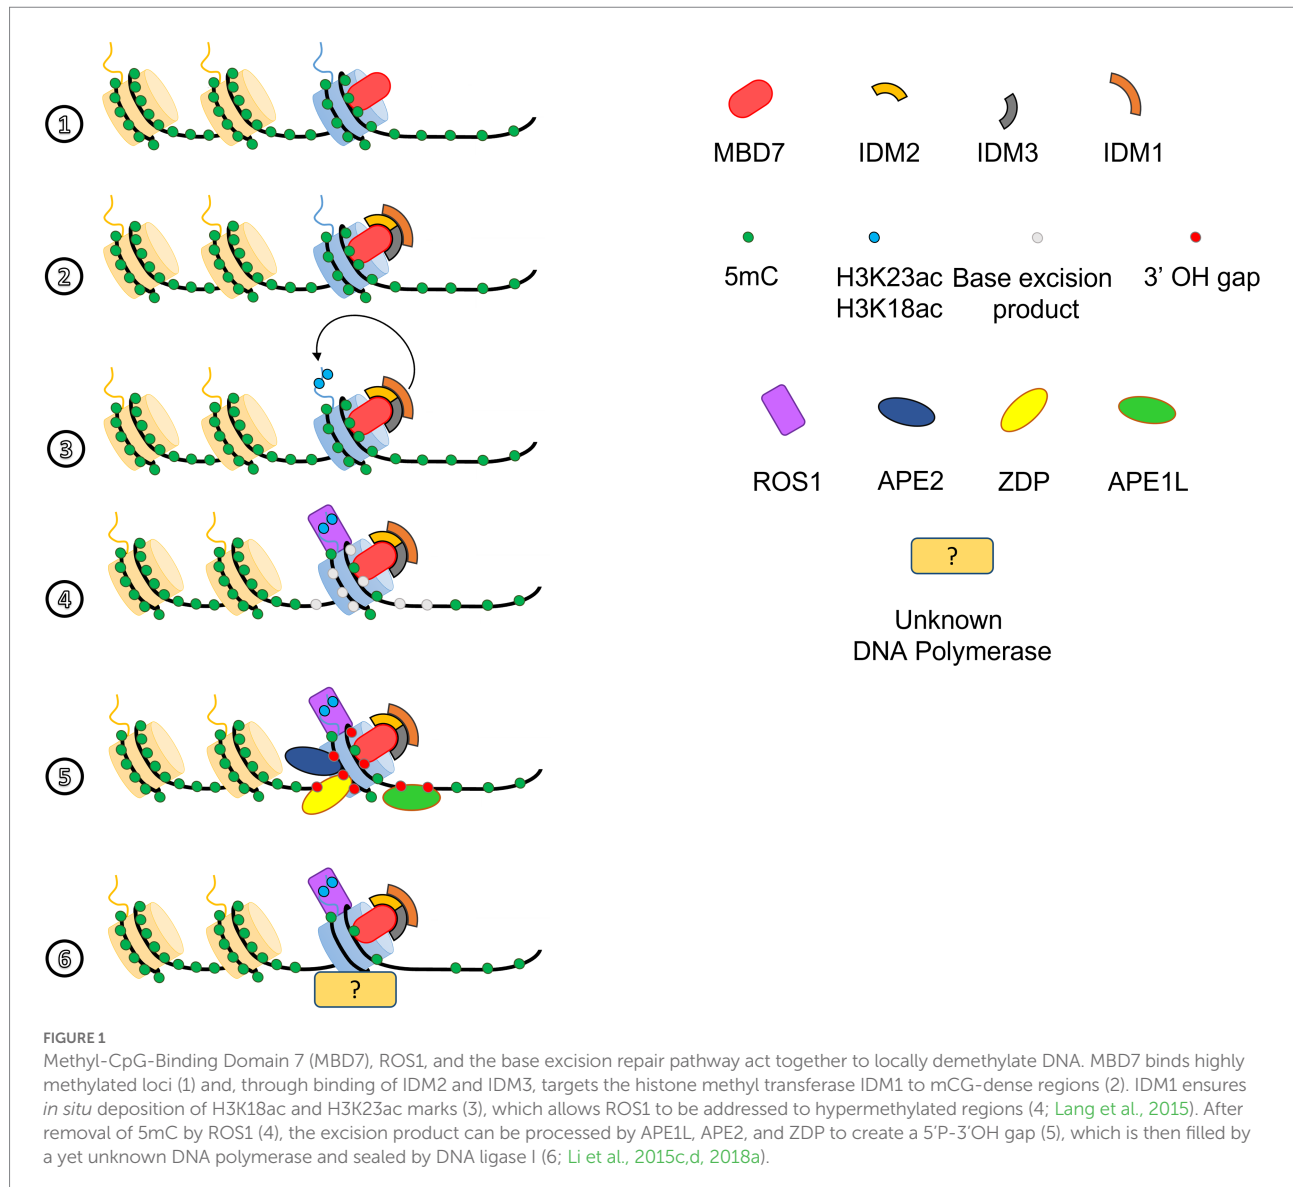 1
MBD7 IDM2 IDM3 IDM1
2
5mC H3K23ac Base excision 3' OH gap
H3K18ac product
3
ROS1 APE2 ZDP APE1L
?
4
Unknown
DNA Polymerase
5
6
?
FIGURE 1
Methyl-CpG-Binding Domain 7 (MBD7), ROS1, and the base excision repair pathway act together to locally demethylate DNA. MBD7 binds highly
methylated loci (1) and, through binding of IDM2 and IDM3, targets the histone methyl transferase IDM1 to mCG-dense regions (2). IDM1 ensures
in situ deposition of H3K18ac and H3K23ac marks (3), which allows ROS1 to be addressed to hypermethylated regions (4; Lang et al., 2015). After
removal of 5mC by ROS1 (4), the excision product can be processed by APE1L, APE2, and ZDP to create a 5'P-3'OH gap (5), which is then filled by
a yet unknown DNA polymerase and sealed by DNA ligase I (6; Li et al., 2015c,d, 2018a).